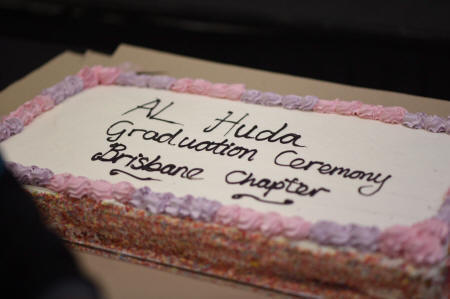 AL Huda
Graduation Ceremony
Brisbane Chapter